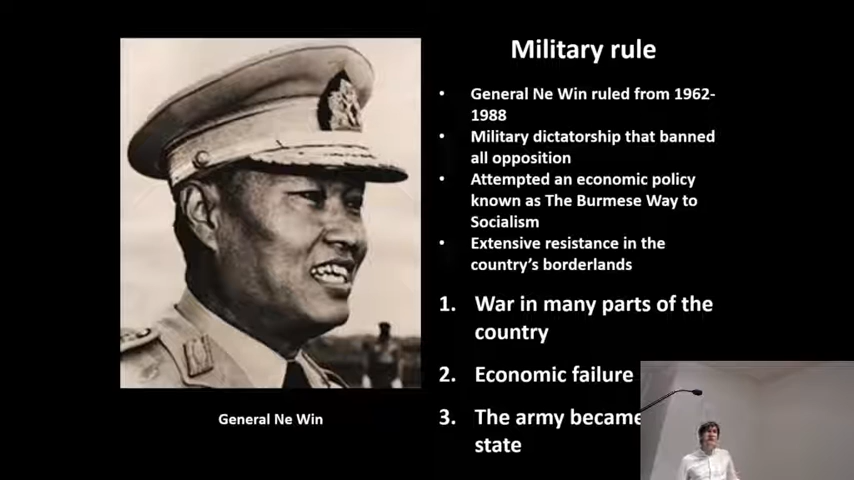 Military rule
• General Ne Win ruled from 1962-
1988
• Military dictatorship that banned
all opposition
• Attempted an economic policy
known as The Burmese Way to
Socialism
• Extensive resistance in the
country's borderlands
1. War in many parts of the
country
2. Economic failure
3. The army became
state
General Ne Win